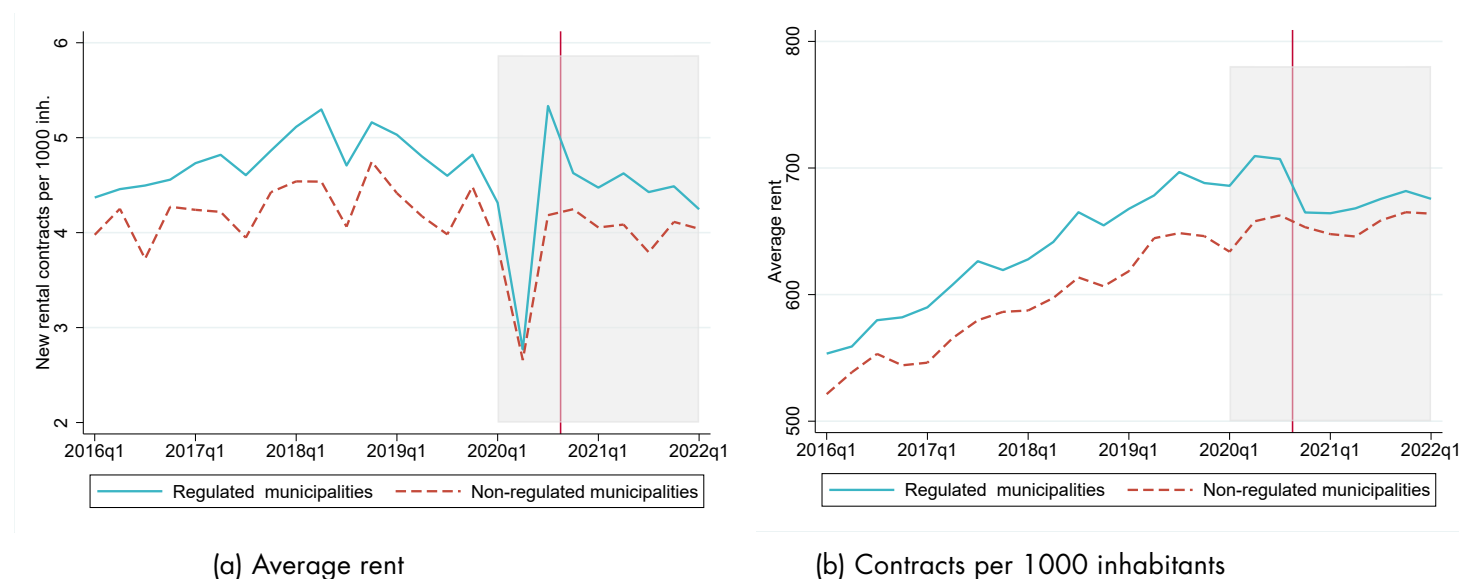 New rental contracts per 1000 inh.
6
5
4
3
2
2016q1 2017q1 2018q1 2019q1 2020q1 2021q1 2022q1
Regulated municipalities Non-regulated municipalities
(a) Average rent
Average rent
800
700
600
500
2016q1 2017q1 2018q1 2019q1 2020q1 2021q1 2022q1
Regulated municipalities Non-regulated municipalities
(b) Contracts per 1000 inhabitants